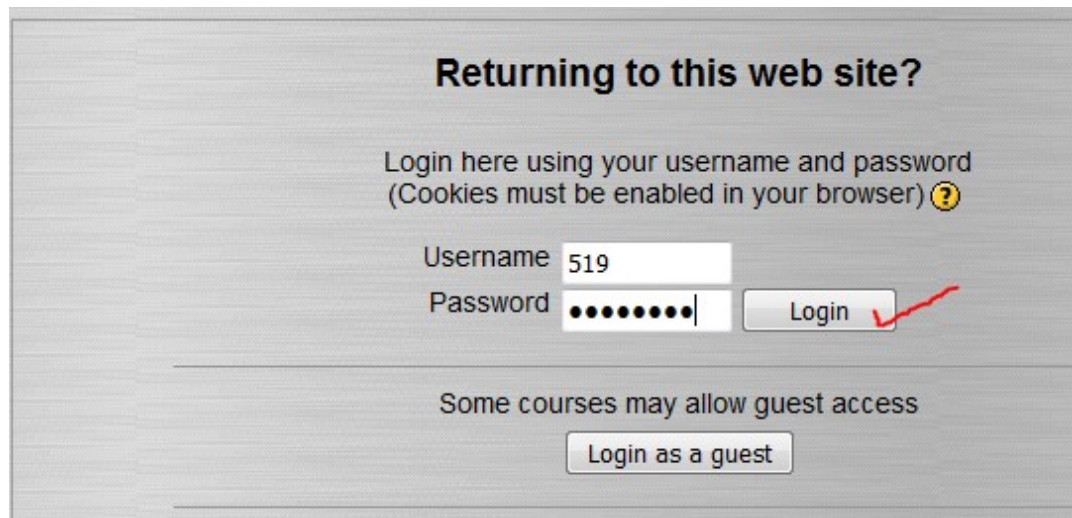 Returning to this web site?
Login here using your username and password
(Cookies must be enabled in your browser) ?
Username 519
Password ●●●●●●●● Login
Some courses may allow guest access
Login as a guest